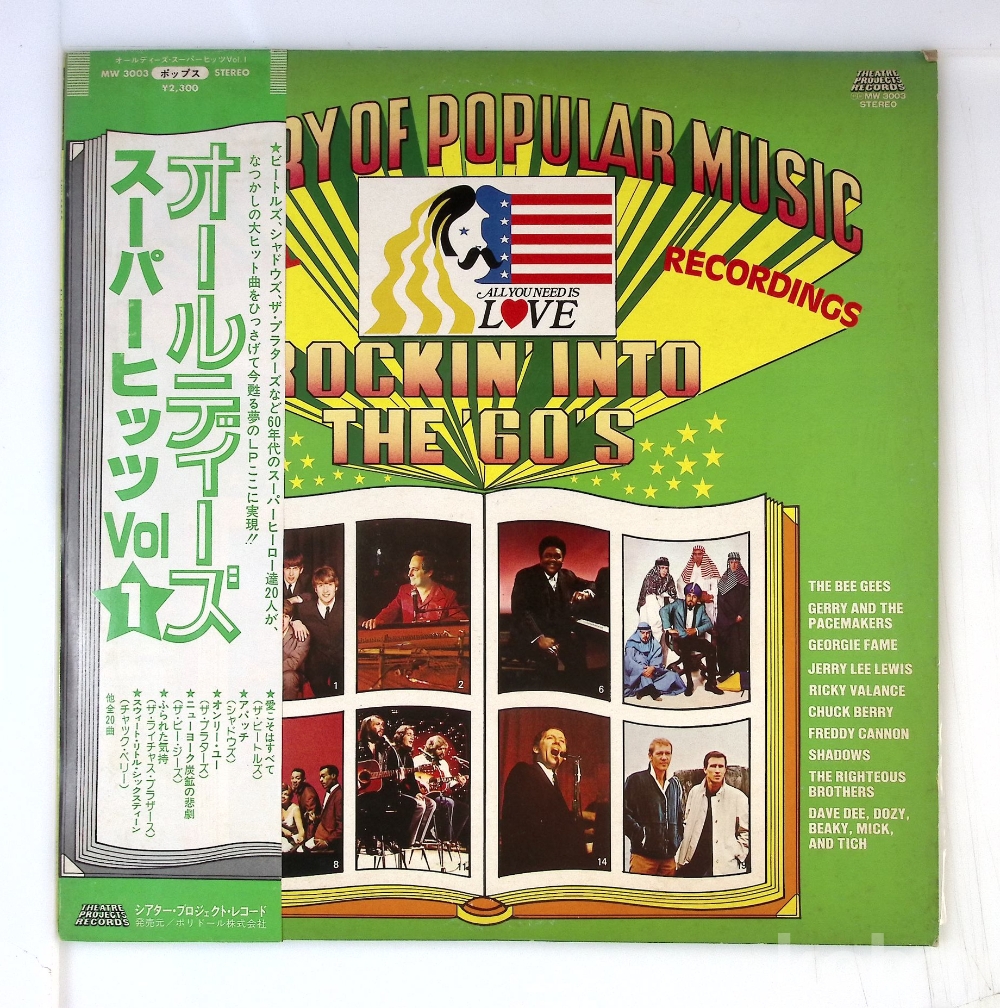 オールディーズ・スーパーヒッツVol.1
MW 3003 ポップス STEREO
¥2,300
オールディーズ
スーパーヒッツ Vol 1
★ビートルズ、シャドウズ、ザ・プラターズなど60年代のスーパーヒーロー達20人が、
なつかしの大ヒット曲をひっさげて今甦る夢のLPここに実現!!
★愛こそはすべて
(ザ・ビートルズ)
★アパッチ
(シャドウズ)
★オンリー・ユー
(ザ・プラターズ)
★ニューヨーク炭鉱の悲劇
(ザ・ビー・ジーズ)
★ふられた気持
(ザ・ライチャス・ブラザース)
★スウィート・リトル・シックスティーン
(チャック・ベリー)
他全20曲
THEATRE
PROJECTS
RECORDS
シアター・プロジェクト・レコード
発売元/ポリドール株式会社
THEATRE
PROJECTS
RECORDS
MW 3003
STEREO
RY OF POPULAR MUSIC
RECORDINGS
ALL YOU NEED IS
LOVE
ROCKIN' INTO
THE '60'S
1
2
6
8
11
14
19
THE BEE GEES
GERRY AND THE
PACEMAKERS
GEORGIE FAME
JERRY LEE LEWIS
RICKY VALANCE
CHUCK BERRY
FREDDY CANNON
SHADOWS
THE RIGHTEOUS
BROTHERS
DAVE DEE, DOZY,
BEAKY, MICK,
AND TICH